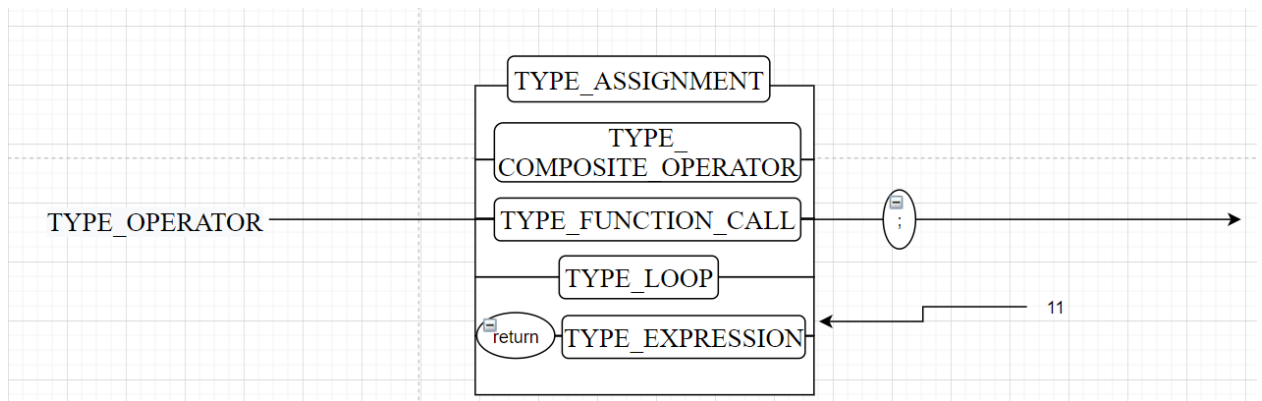 TYPE_ASSIGNMENT
TYPE_
COMPOSITE_OPERATOR
TYPE_OPERATOR
TYPE_FUNCTION_CALL
;
TYPE_LOOP
11
return
TYPE_EXPRESSION